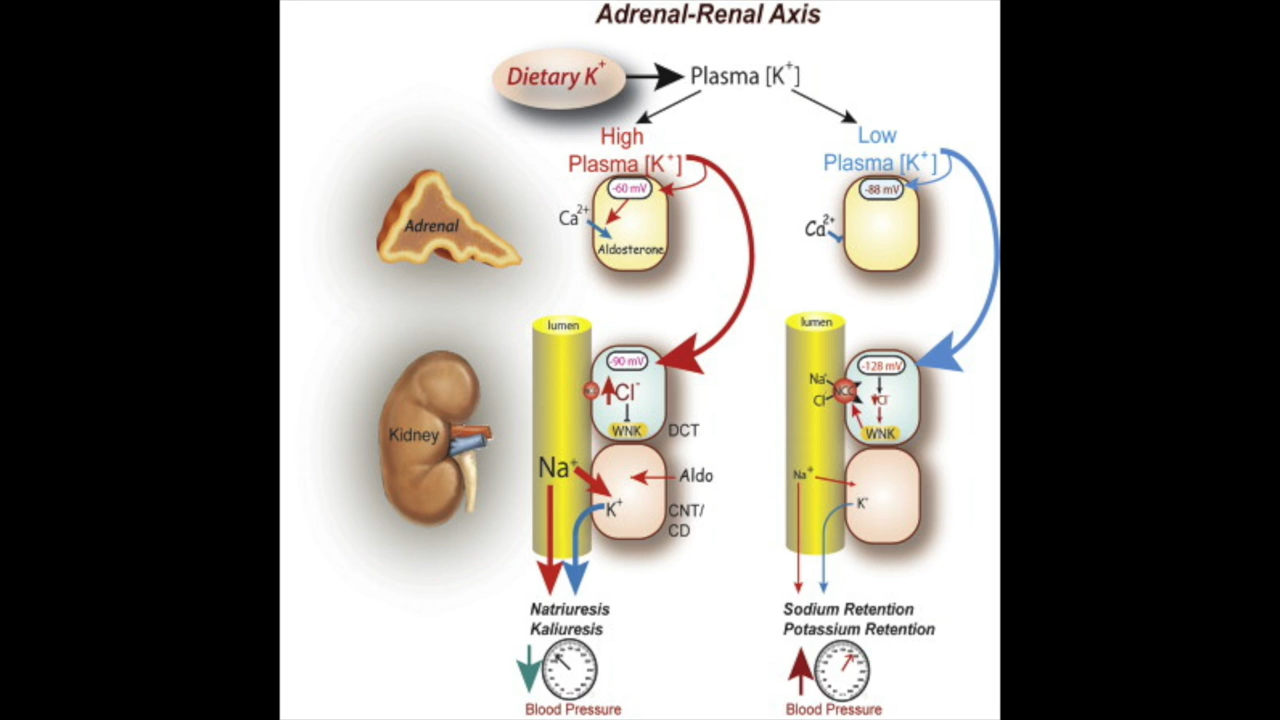 Adrenal-Renal Axis
Dietary K+
Plasma [K+]
High
Plasma [K+]
Low
Plasma [K+]
-60 mV
-88 mV
Ca2+
Aldosterone
Ca2+
Adrenal
lumen
lumen
-90 mV
-128 mV
Cl-
WNK
DCT
Na+
Cl-
NCC
Cl-
WNK
Kidney
Na+
K+
Aldo
CNT/
CD
Na+
K+
Natriuresis
Kaliuresis
Sodium Retention
Potassium Retention
Blood Pressure
Blood Pressure